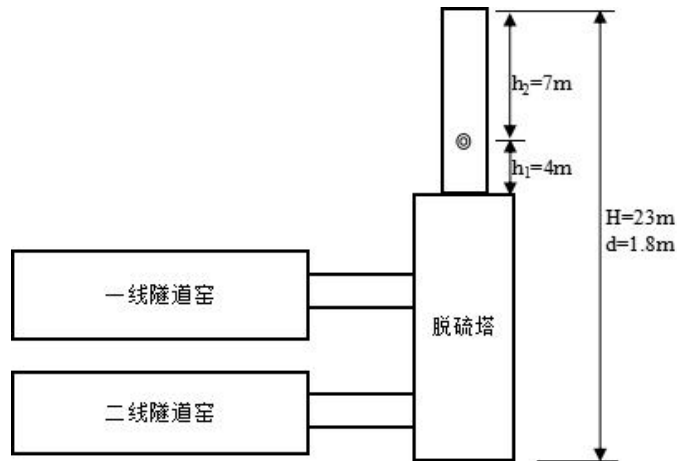 h₂=7m
h₁=4m
H=23m
d=1.8m
一线隧道窑
脱硫塔
二线隧道窑